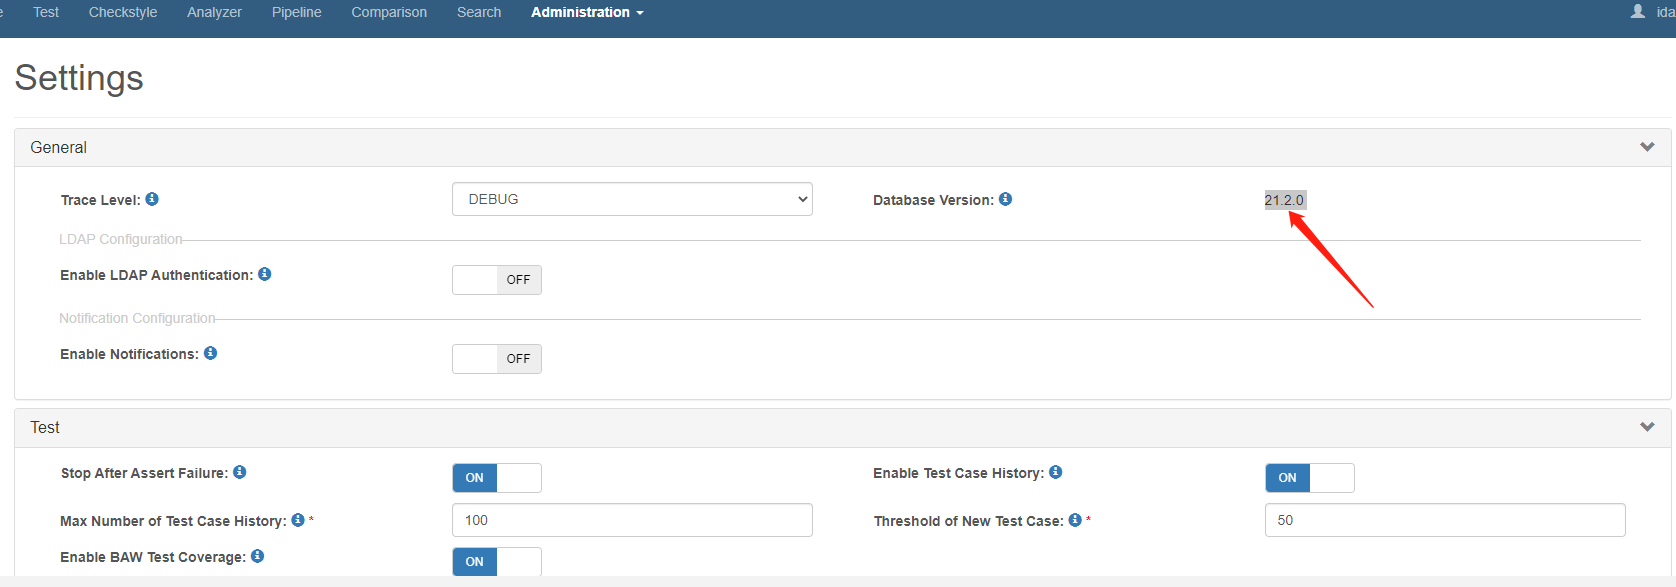 Test Checkstyle Analyzer Pipeline Comparison Search Administration ida
Settings
General
Trace Level: DEBUG Database Version: 21.2.0
LDAP Configuration
Enable LDAP Authentication: OFF
Notification Configuration
Enable Notifications: OFF
Test
Stop After Assert Failure: ON Enable Test Case History: ON
Max Number of Test Case History: * 100 Threshold of New Test Case: * 50
Enable BAW Test Coverage: ON